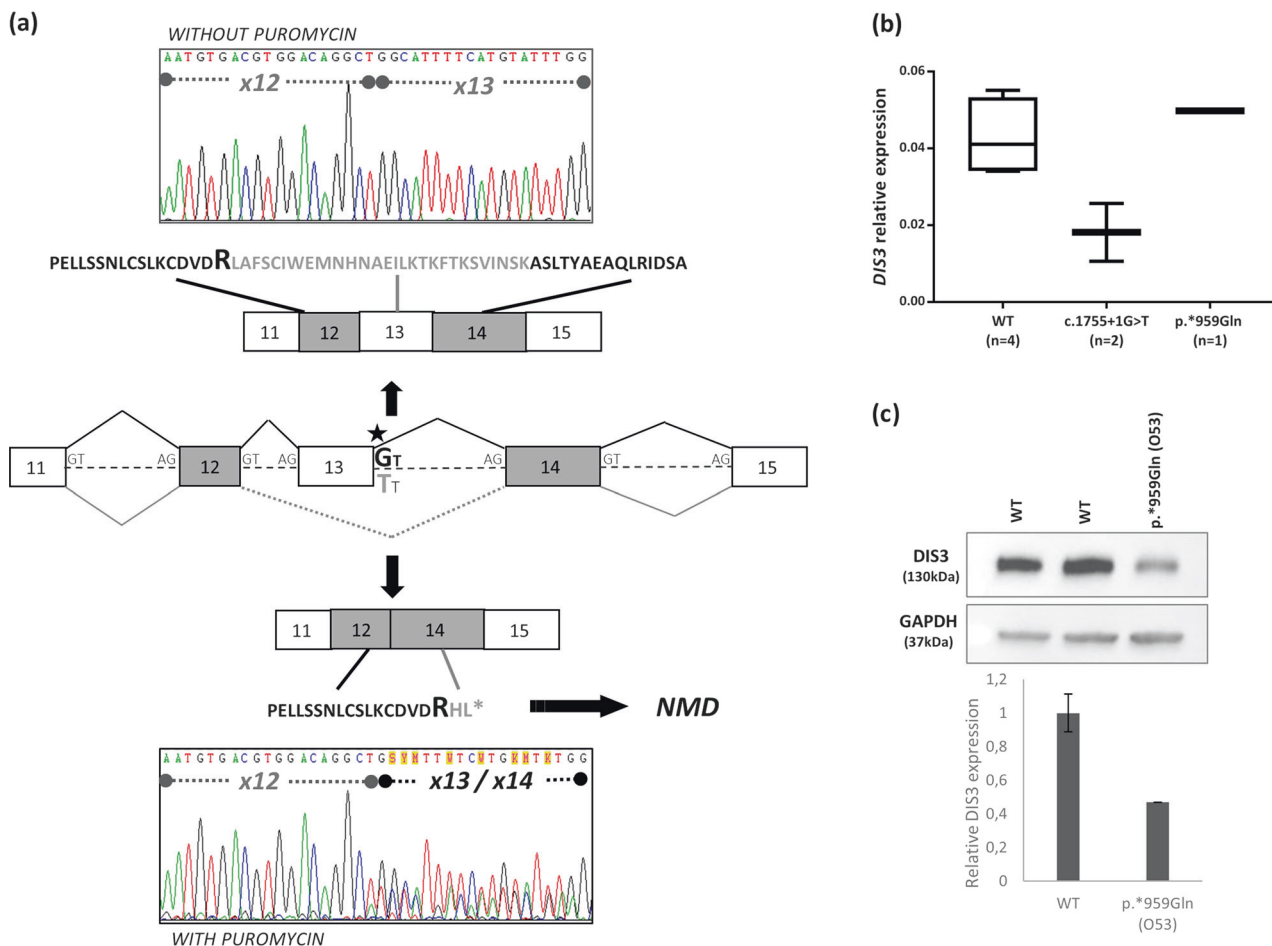 (a)
WITHOUT PUROMYCIN
AATGTGACGTGGACAGGCTGGCATTTTCATGTATTTGG
x12 x13
PELLSSNLCSLKCDVDRLAFSCIWEMNHNAEILKTKFTKSVINSKASLTYAEAQLRIDSA
11 12 13 14 15
11 GT AG 12 GT AG 13 GT AG 14 GT AG 15
TT
11 12 14 15
PELLSSNLCSLKCDVDRHL* NMD
AATGTGACGTGGACAGGCTGSYMTTWTCWTGKMTKTGG
x12 x13 / x14
WITH PUROMYCIN
(b)
DIS3 relative expression
0.06
0.04
0.02
0.00
WT c.1755+1G>T p.*959Gln
(n=4) (n=2) (n=1)
(c)
WT WT p.*959Gln (O53)
DIS3
(130kDa)
GAPDH
(37kDa)
Relative DIS3 expression
1,2
1
0,8
0,6
0,4
0,2
0
WT p.*959Gln
(O53)